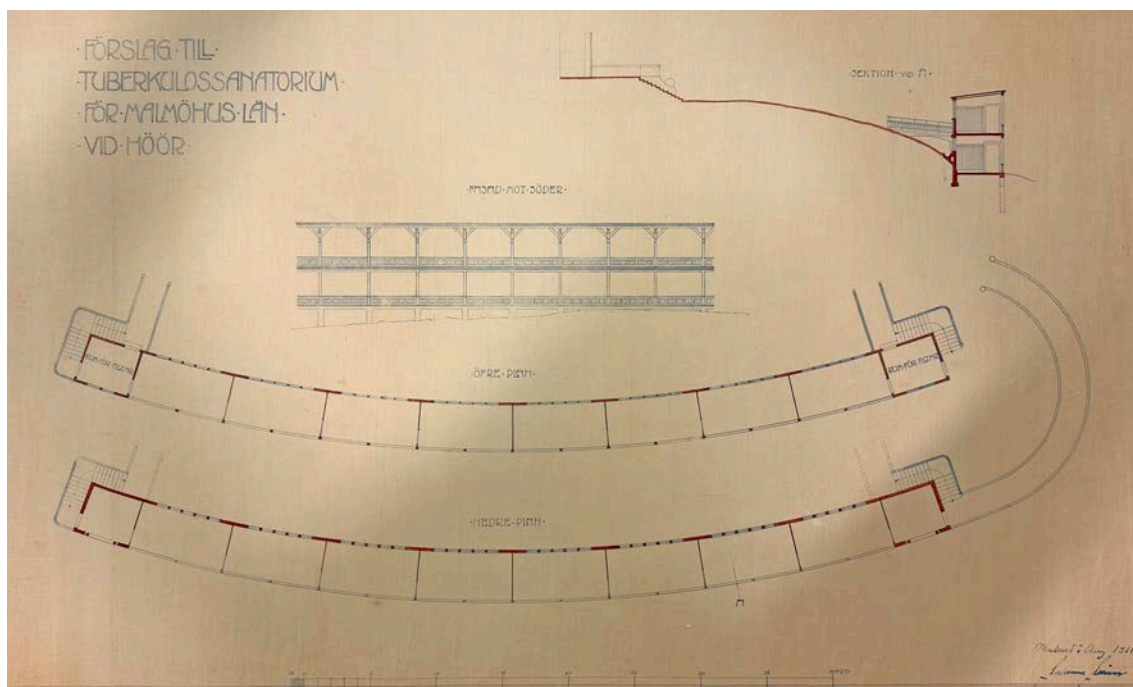 ·FÖRSLAG·TILL·
·TUBERKULOSSANATORIUM·
·FÖR·MALMÖHUS·LÄN·
·VID·HÖÖR·
·SEKTION·VID·Π·
·FASAD·MOT·SÖDER·
·ÖFRE·PLAN·
·NEDRE·PLAN·
Π